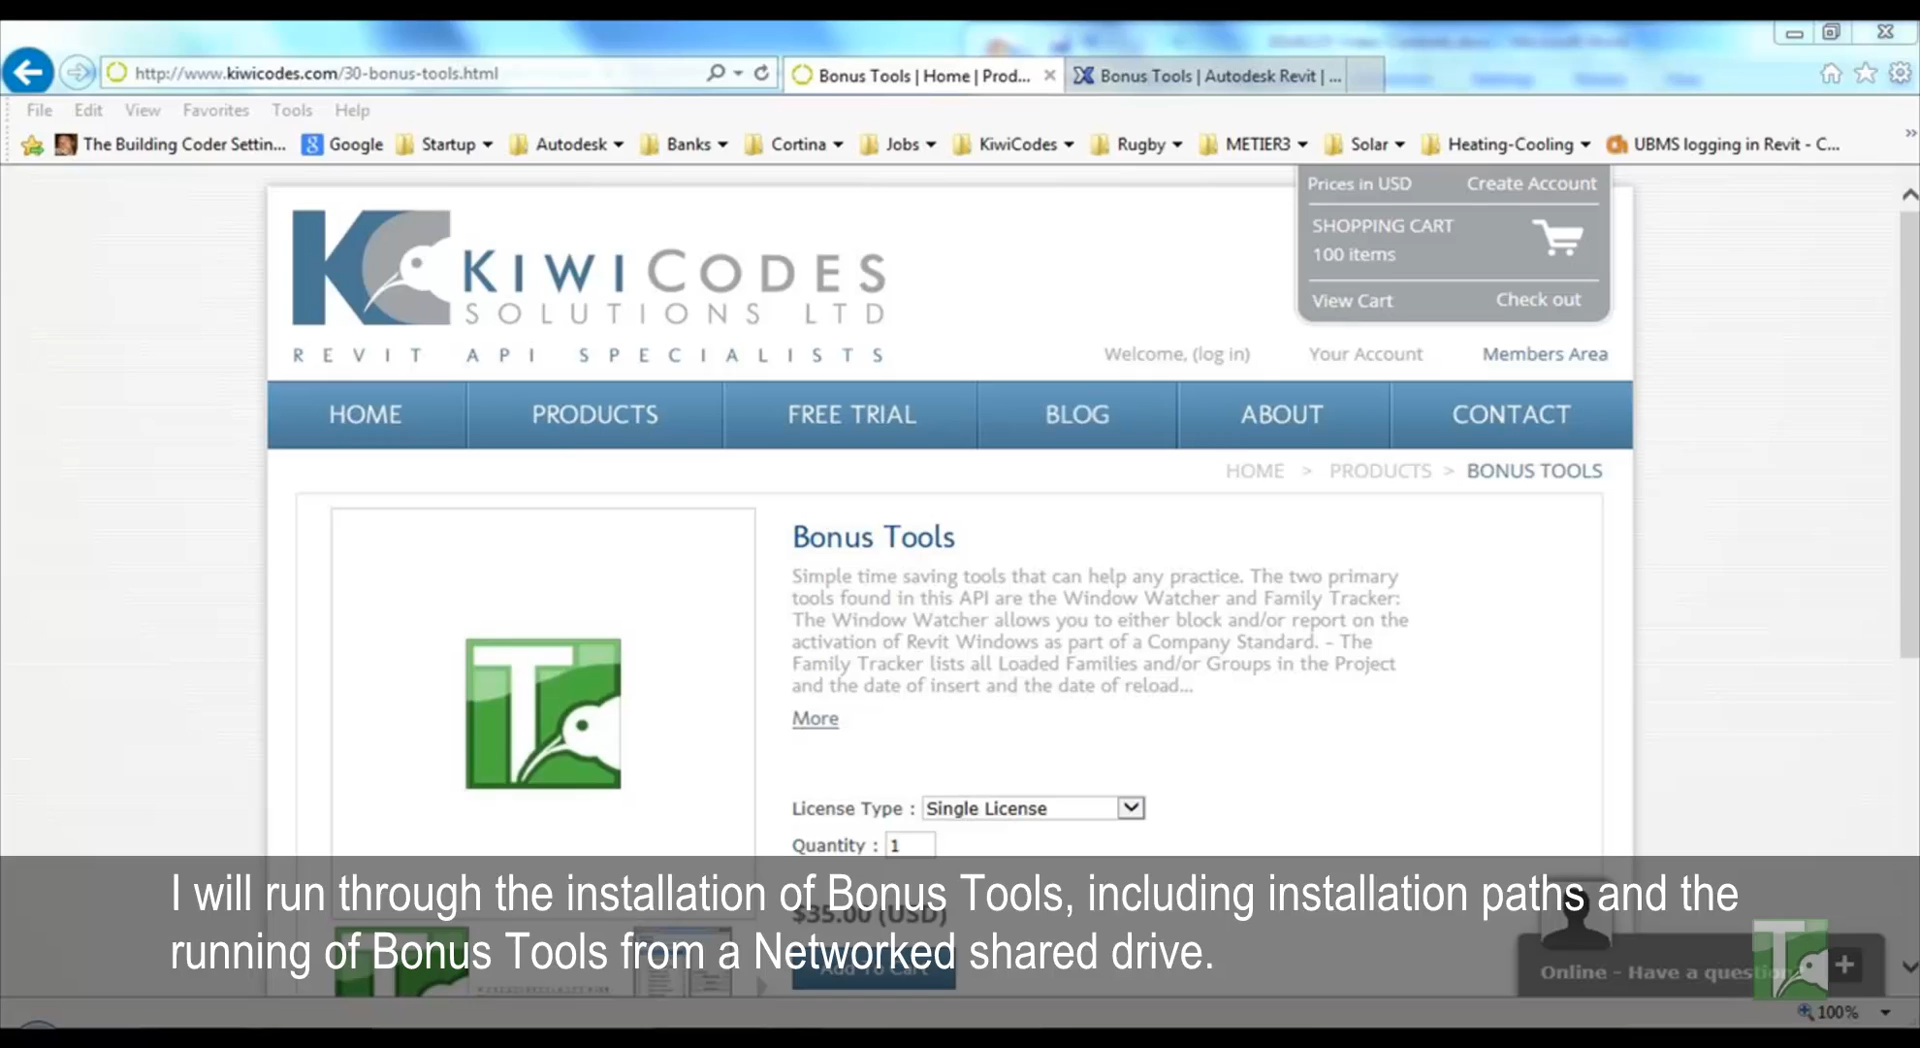 http://www.kiwicodes.com/30-bonus-tools.html
Bonus Tools | Home | Prod...
Bonus Tools | Autodesk Revit | ...
File Edit View Favorites Tools Help
The Building Coder Settin... Google Startup Autodesk Banks Cortina Jobs KiwiCodes Rugby METIER3 Solar Heating-Cooling UBMS logging in Revit - C...
Prices in USD Create Account
SHOPPING CART
100 items
View Cart Check out
KIWICODES
SOLUTIONS LTD
REVIT API SPECIALISTS
Welcome, (log in) Your Account Members Area
HOME PRODUCTS FREE TRIAL BLOG ABOUT CONTACT
HOME > PRODUCTS > BONUS TOOLS
Bonus Tools
Simple time saving tools that can help any practice. The two primary
tools found in this API are the Window Watcher and Family Tracker:
The Window Watcher allows you to either block and/or report on the
activation of Revit Windows as part of a Company Standard. - The
Family Tracker lists all Loaded Families and/or Groups in the Project
and the date of insert and the date of reload...
More
License Type : Single License
Quantity : 1
$35.00 (USD)
Add To Cart
I will run through the installation of Bonus Tools, including installation paths and the
running of Bonus Tools from a Networked shared drive.
Online - Have a question
100%